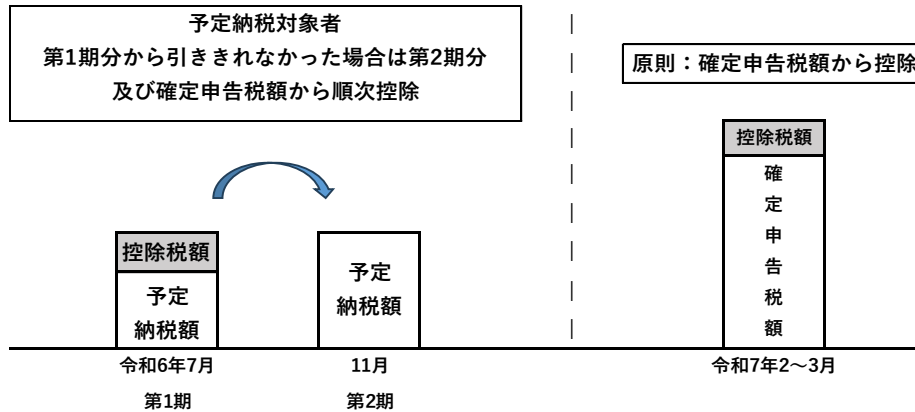 予定納税対象者
第1期分から引ききれなかった場合は第2期分
及び確定申告税額から順次控除
原則：確定申告税額から控除
控除税額
予定
納税額
予定
納税額
控除税額
確
定
申
告
税
額
令和6年7月
11月
令和7年2～3月
第1期
第2期